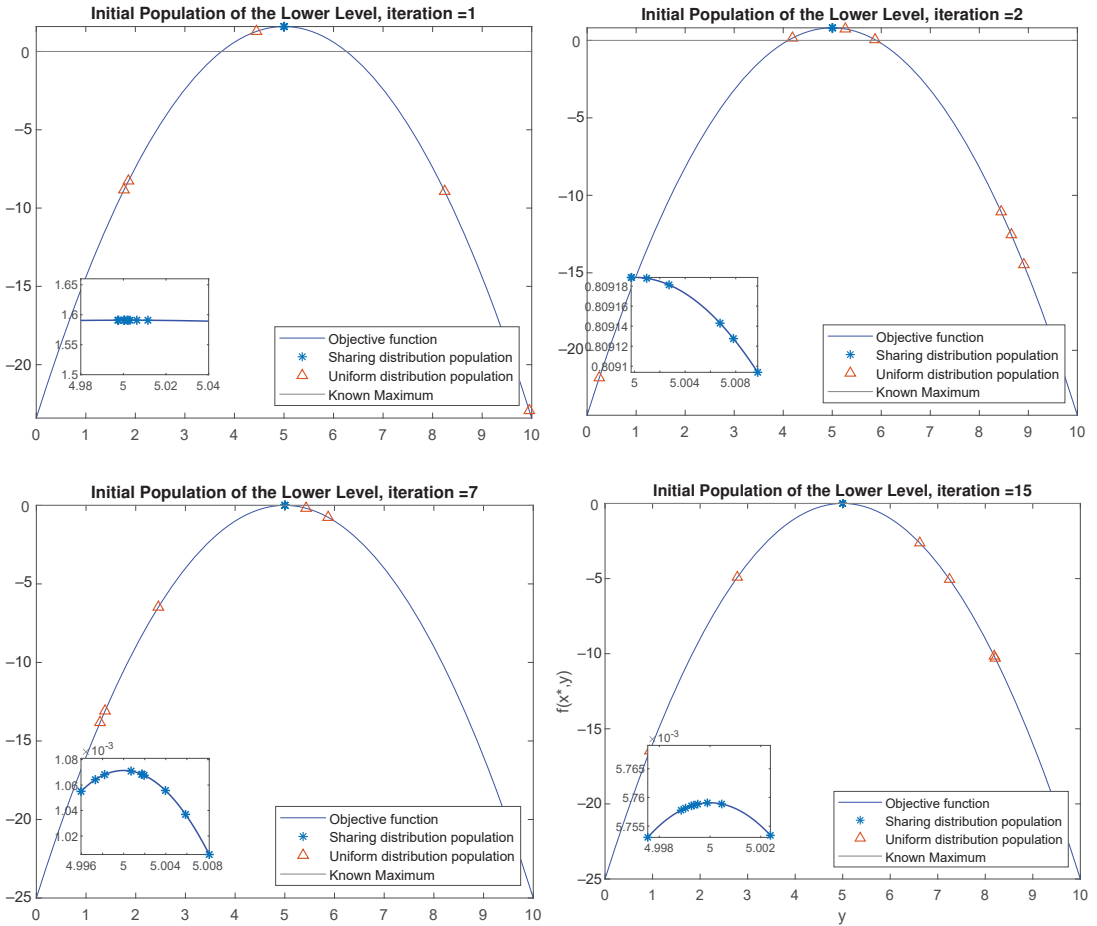 Initial Population of the Lower Level, iteration =1
0
−5
−10
−15
−20
1.65
1.6
1.55
1.5
4.98 5 5.02 5.04
Objective function
Sharing distribution population
Uniform distribution population
Known Maximum
0 1 2 3 4 5 6 7 8 9 10
Initial Population of the Lower Level, iteration =2
0
−5
−10
−15
−20
0.80918
0.80916
0.80914
0.80912
0.8091
5 5.004 5.008
Objective function
Sharing distribution population
Uniform distribution population
Known Maximum
0 1 2 3 4 5 6 7 8 9 10
Initial Population of the Lower Level, iteration =7
0
−5
−10
−15
−20
−25
× 10⁻³
1.08
1.06
1.04
1.02
4.996 5 5.004 5.008
Objective function
Sharing distribution population
Uniform distribution population
Known Maximum
0 1 2 3 4 5 6 7 8 9 10
Initial Population of the Lower Level, iteration =15
f(x*,y)
0
−5
−10
−15
−20
−25
× 10⁻³
5.765
5.76
5.755
4.998 5 5.002
Objective function
Sharing distribution population
Uniform distribution population
Known Maximum
0 1 2 3 4 5 6 7 8 9 10
y